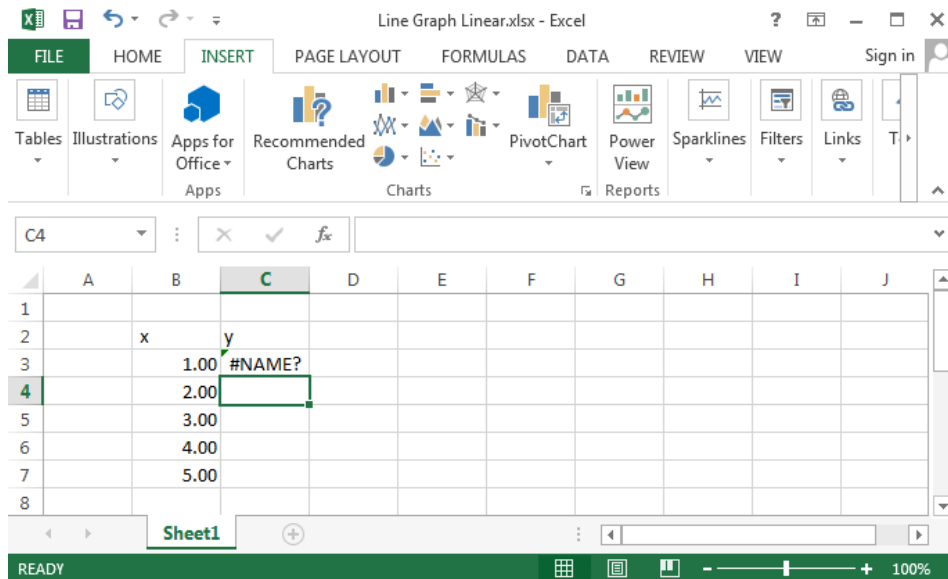 Line Graph Linear.xlsx - Excel
?
FILE HOME INSERT PAGE LAYOUT FORMULAS DATA REVIEW VIEW Sign in
Tables Illustrations Apps for Office Recommended Charts PivotChart Power View Sparklines Filters Links
Apps Charts Reports
C4 fx
A B C D E F G H I J
1
2 x y
3 1.00 #NAME?
4 2.00
5 3.00
6 4.00
7 5.00
8
Sheet1
READY 100%